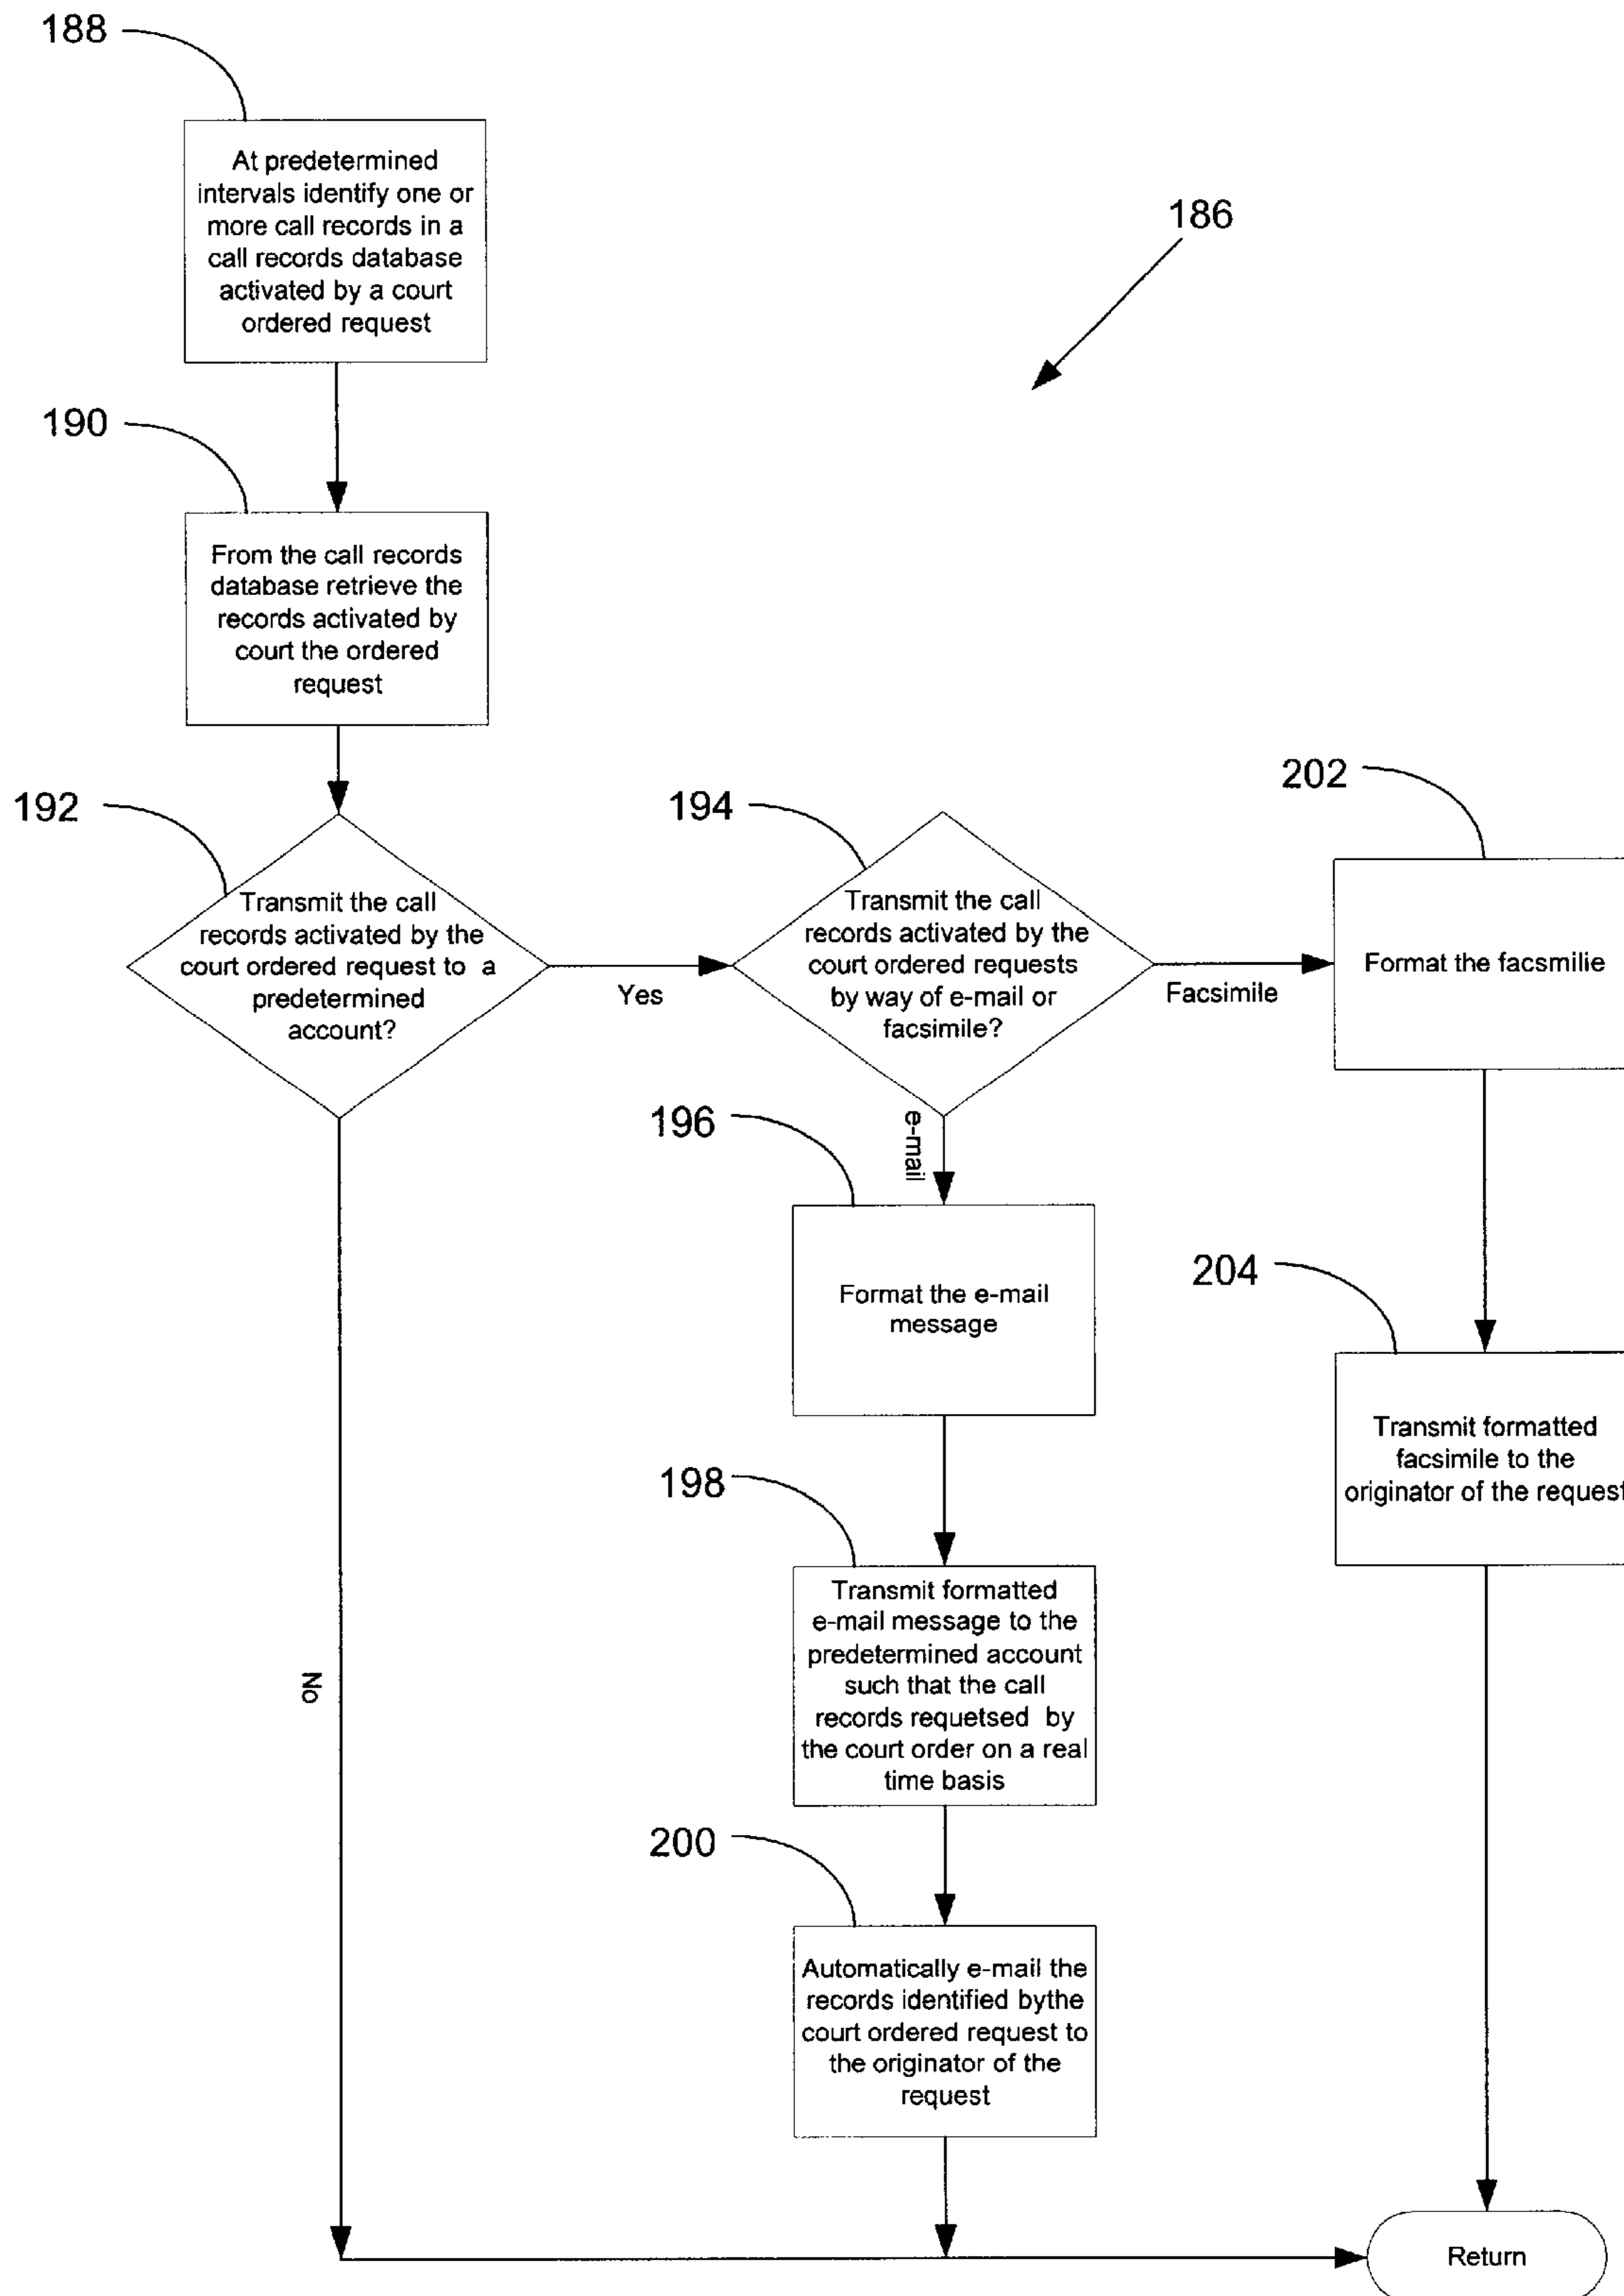 188
At predetermined
intervals identify one or
more call records in a
call records database
activated by a court
ordered request
186
190
From the call records
database retrieve the
records activated by
court the ordered
request
192
Transmit the call
records activated by the
court ordered request to a
predetermined
account?
Yes
194
Transmit the call
records activated by the
court ordered requests
by way of e-mail or
facsimile?
Facsimile
202
Format the facsmilie
e-mail
196
Format the e-mail
message
204
Transmit formatted
facsimile to the
originator of the request
198
Transmit formatted
e-mail message to the
predetermined account
such that the call
records requetsed by
the court order on a real
time basis
No
200
Automatically e-mail the
records identified bythe
court ordered request to
the originator of the
request
Return